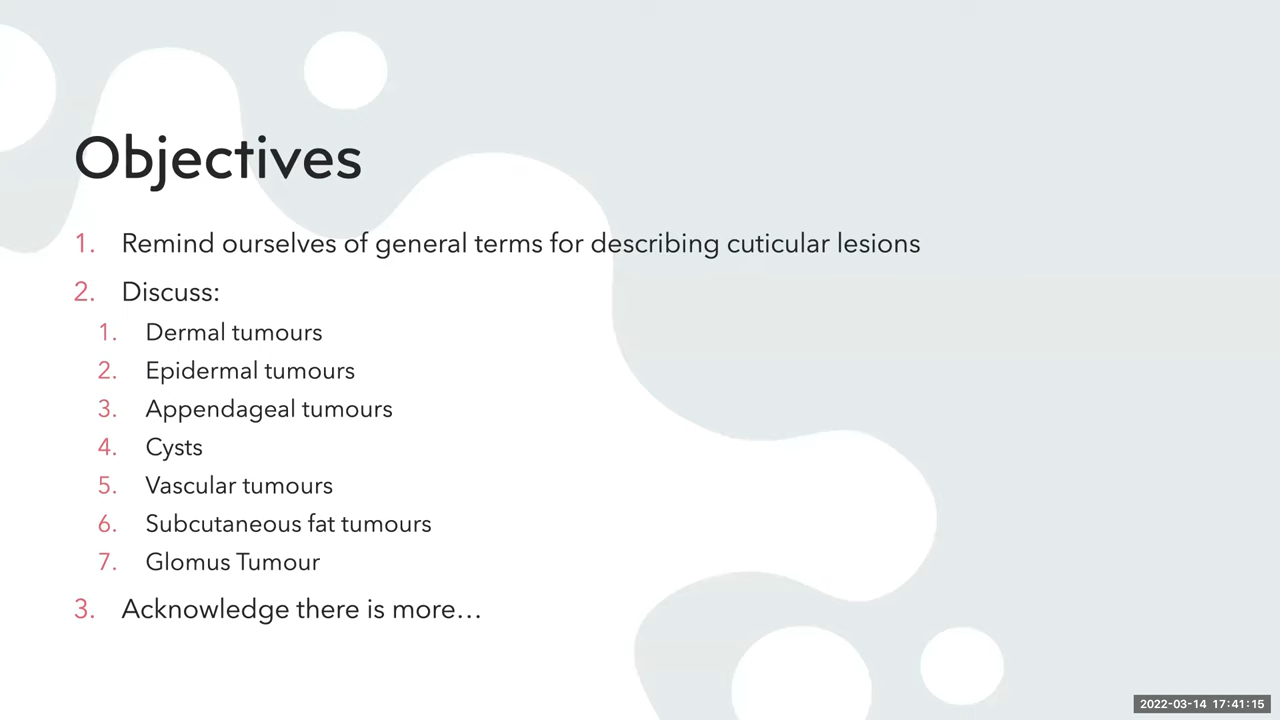 Objectives
1. Remind ourselves of general terms for describing cuticular lesions
2. Discuss:
1. Dermal tumours
2. Epidermal tumours
3. Appendageal tumours
4. Cysts
5. Vascular tumours
6. Subcutaneous fat tumours
7. Glomus Tumour
3. Acknowledge there is more…
2022-03-14 17:41:15